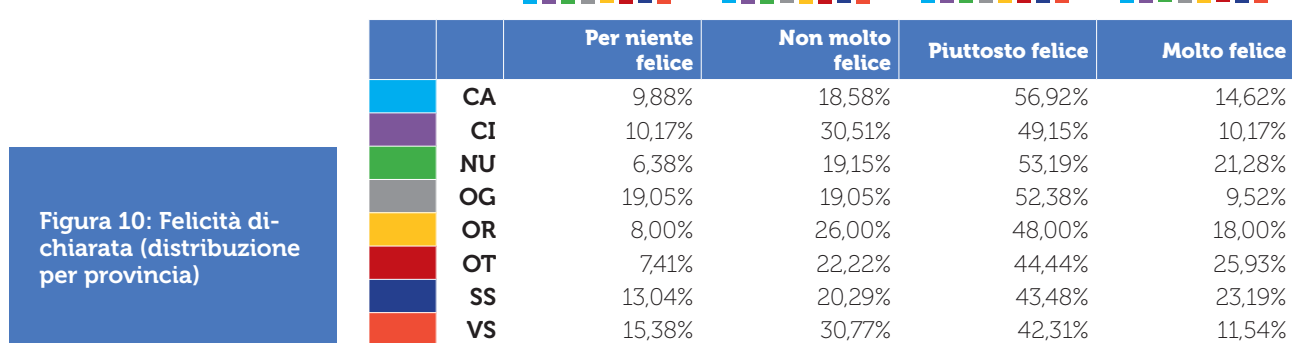 Per niente felice Non molto felice Piuttosto felice Molto felice
CA 9,88% 18,58% 56,92% 14,62%
CI 10,17% 30,51% 49,15% 10,17%
NU 6,38% 19,15% 53,19% 21,28%
OG 19,05% 19,05% 52,38% 9,52%
OR 8,00% 26,00% 48,00% 18,00%
OT 7,41% 22,22% 44,44% 25,93%
SS 13,04% 20,29% 43,48% 23,19%
VS 15,38% 30,77% 42,31% 11,54%
Figura 10: Felicità di-
chiarata (distribuzione
per provincia)